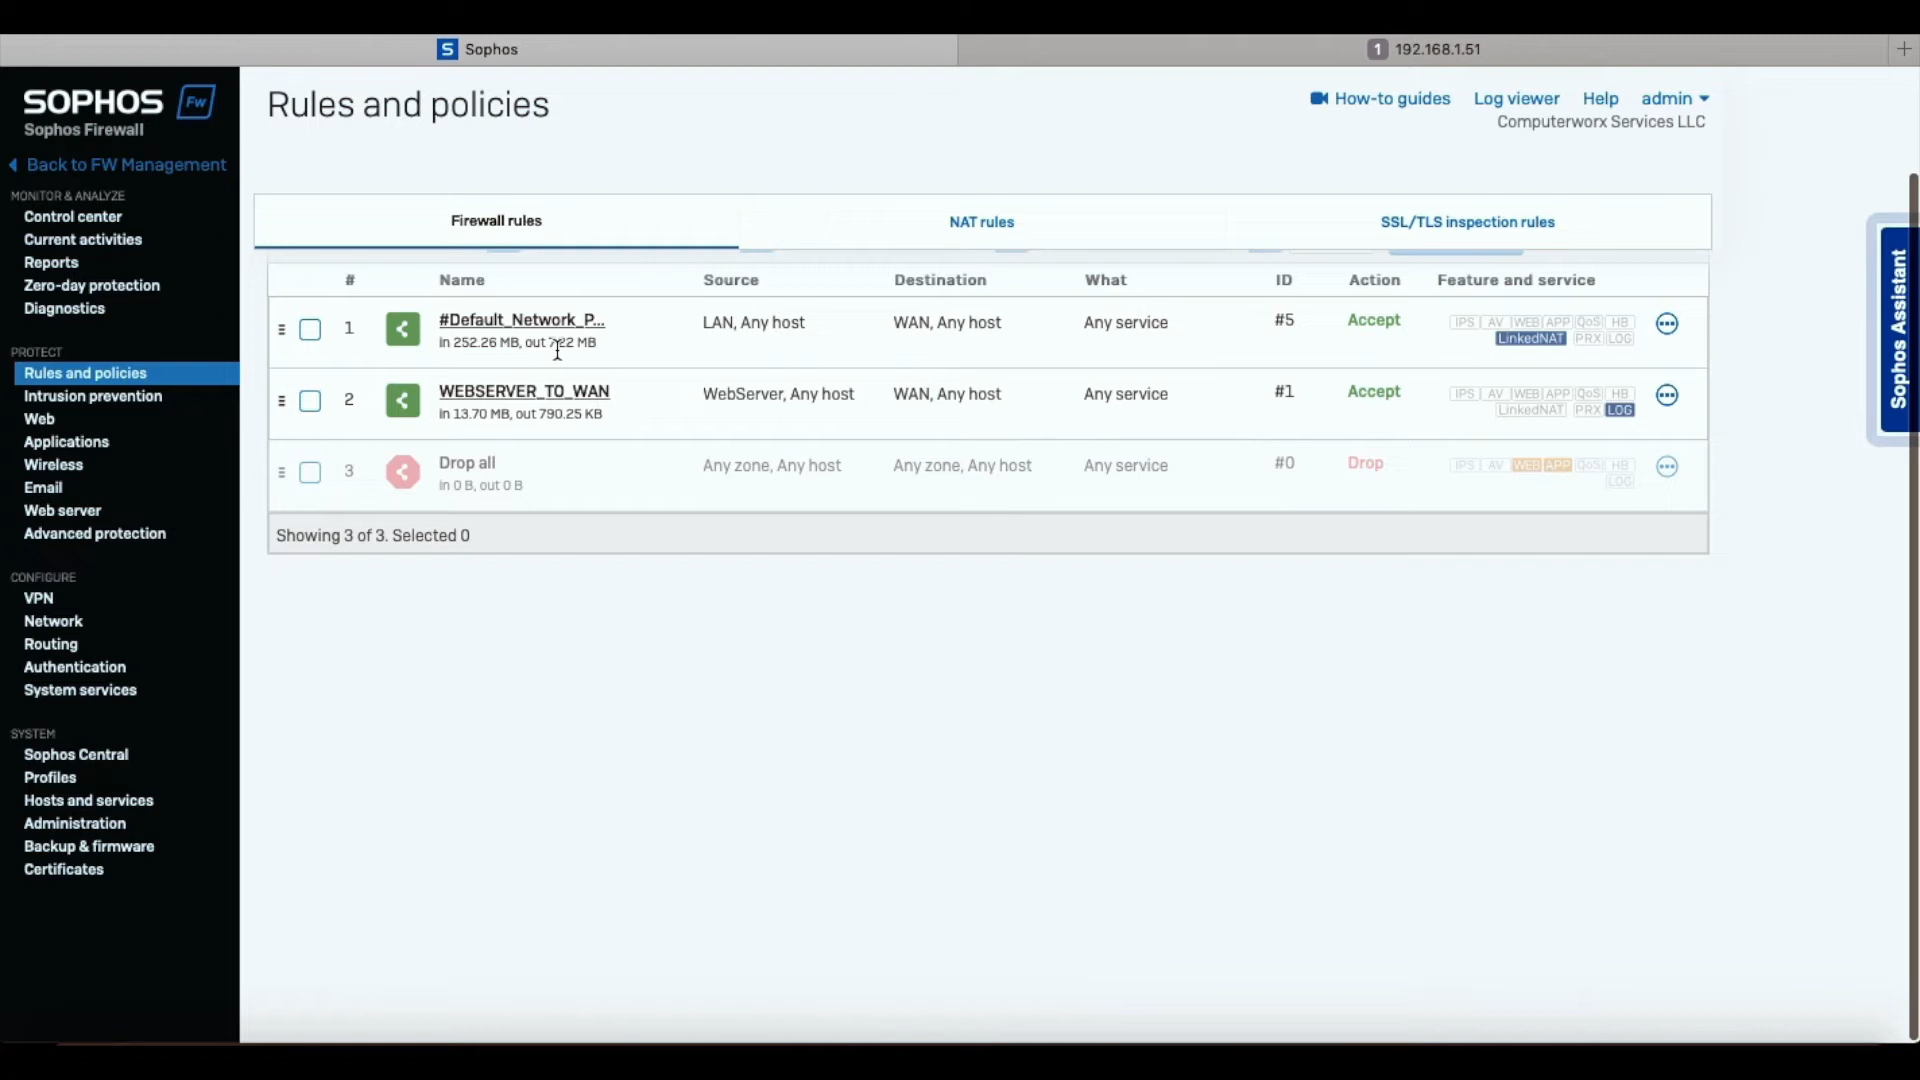 S Sophos
1 192.168.1.51
SOPHOS Fw
Sophos Firewall
Back to FW Management
MONITOR & ANALYZE
Control center
Current activities
Reports
Zero-day protection
Diagnostics
PROTECT
Rules and policies
Intrusion prevention
Web
Applications
Wireless
Email
Web server
Advanced protection
CONFIGURE
VPN
Network
Routing
Authentication
System services
SYSTEM
Sophos Central
Profiles
Hosts and services
Administration
Backup & firmware
Certificates
Rules and policies
How-to guides Log viewer Help admin
Computerworx Services LLC
Firewall rules NAT rules SSL/TLS inspection rules
# Name Source Destination What ID Action Feature and service
1 #Default_Network_P... LAN, Any host WAN, Any host Any service #5 Accept IPS AV WEB APP QoS HB
in 252.26 MB, out MB LinkedNAT PRX LOG
2 WEBSERVER_TO_WAN WebServer, Any host WAN, Any host Any service #1 Accept IPS AV WEB APP QoS HB
in 13.70 MB, out 790.25 KB LinkedNAT PRX LOG
3 Drop all Any zone, Any host Any zone, Any host Any service #0 Drop IPS AV WEB APP QoS HB
in 0 B, out 0 B LOG
Showing 3 of 3. Selected 0
Sophos Assistant